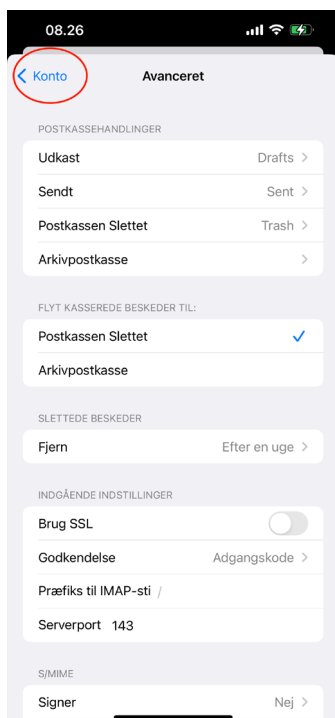 08.26
Konto
Avanceret
POSTKASSEHANDLINGER
Udkast Drafts
Sendt Sent
Postkassen Slettet Trash
Arkivpostkasse
FLYT KASSEREDE BESKEDER TIL:
Postkassen Slettet
Arkivpostkasse
SLETTEDE BESKEDER
Fjern Efter en uge
INDGÅENDE INDSTILLINGER
Brug SSL
Godkendelse Adgangskode
Præfiks til IMAP-sti /
Serverport 143
S/MIME
Signer Nej